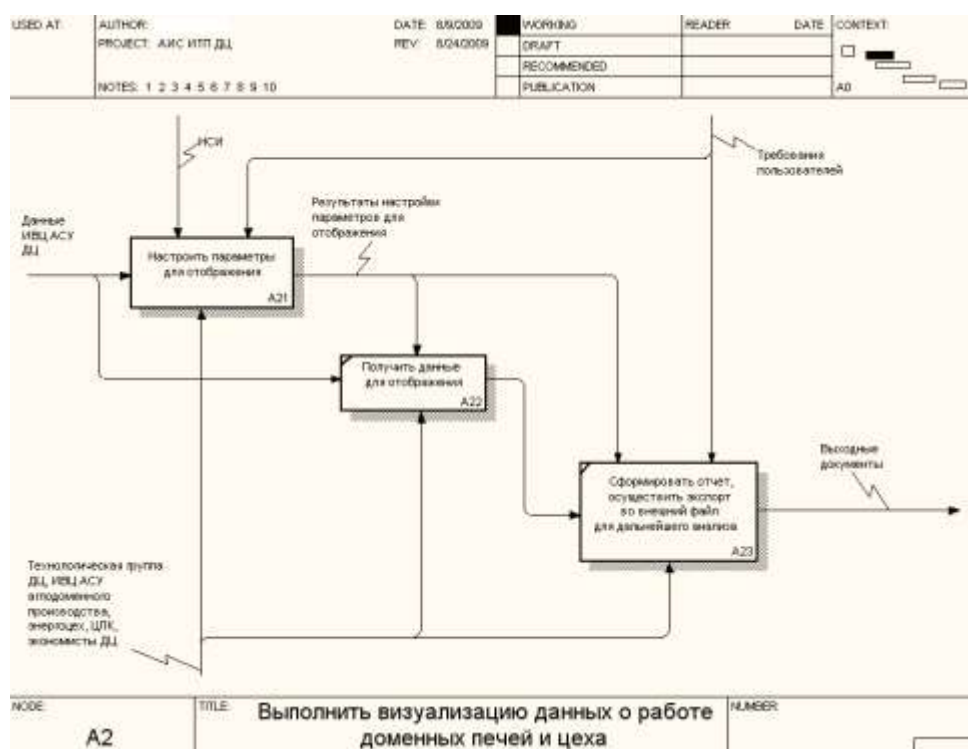 USED AT:
AUTHOR:
DATE: 8/9/2009
WORKING
READER
DATE
CONTEXT:
PROJECT: АИС ИТП ДЦ
REV: 8/24/2009
DRAFT
RECOMMENDED
NOTES: 1 2 3 4 5 6 7 8 9 10
PUBLICATION
A0
НСИ
Требования
пользователей
Результаты настройки
параметров для
отображения
Данные
ИВЦ АСУ
ДЦ
Настроить параметры
для отображения
A21
Получить данные
для отображения
A22
Выходные
документы
Сформировать отчет,
осуществить экспорт
во внешний файл
для дальнейшего анализа
A23
Технологическая группа
ДЦ, ИВЦ АСУ
аглодоменного
производства,
энергоцех, ЦЛК,
экономисты ДЦ
NODE:
TITLE:
Выполнить визуализацию данных о работе
доменных печей и цеха
NUMBER:
A2